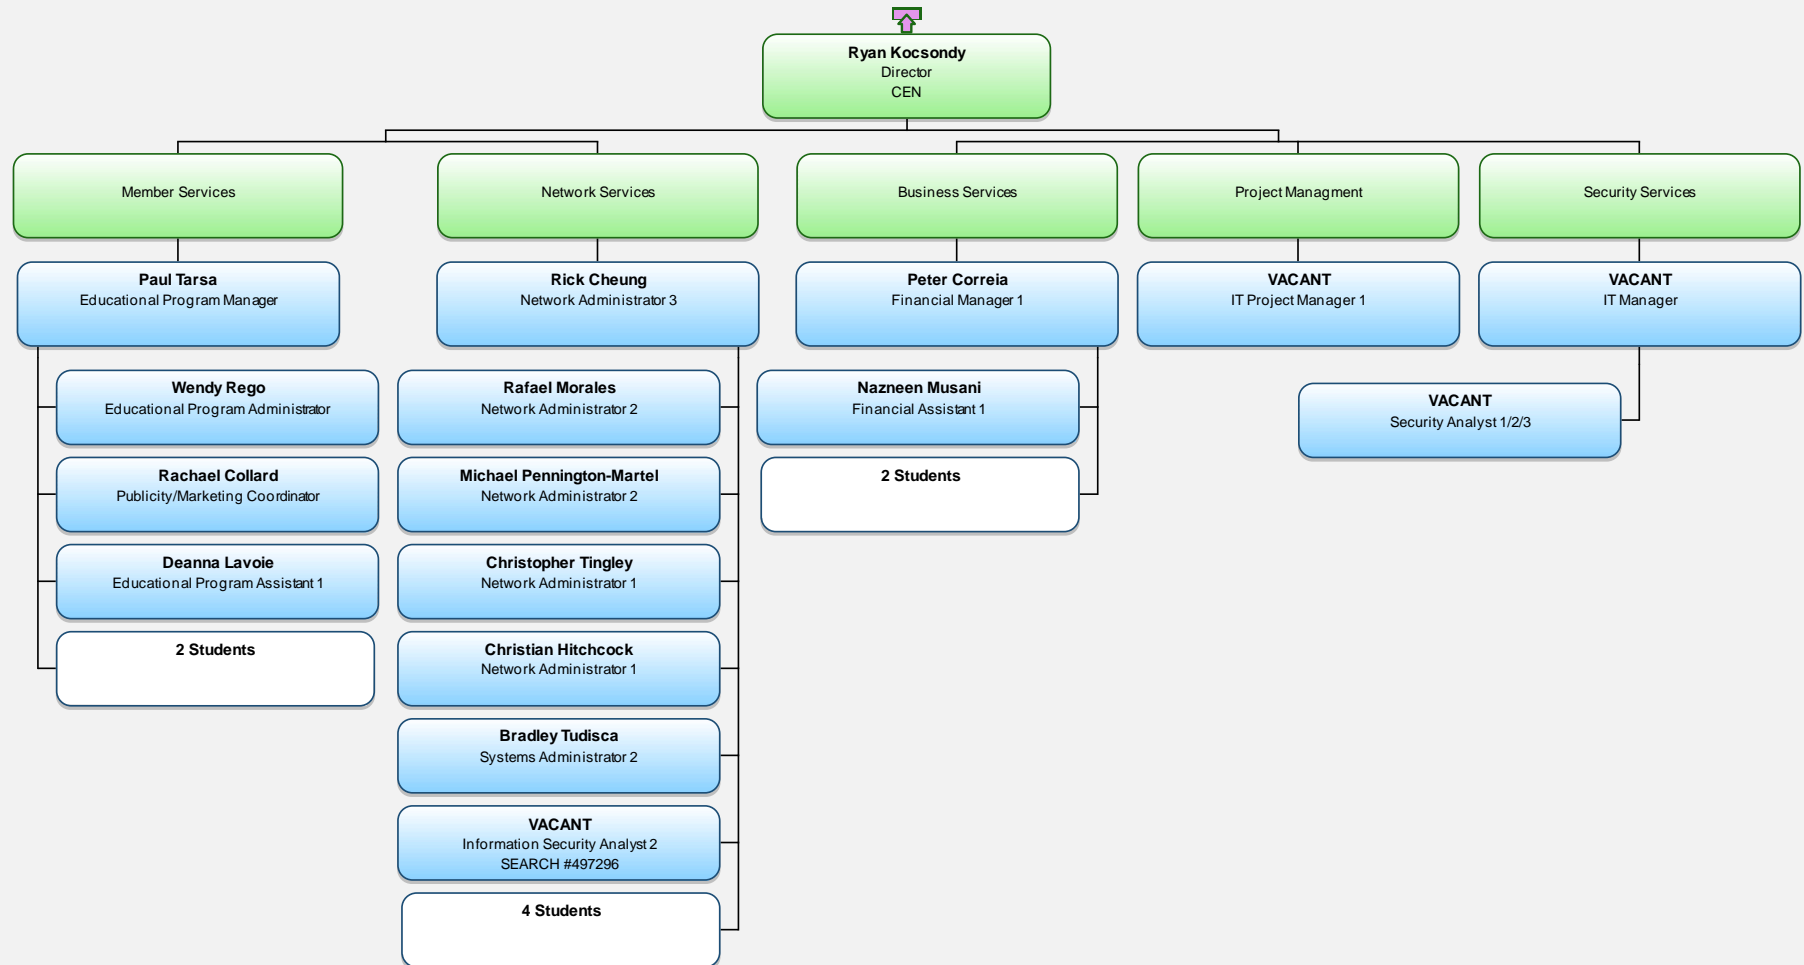 Ryan Kocsondy
Director
CEN
Member Services
Network Services
Business Services
Project Managment
Security Services
Paul Tarsa
Educational Program Manager
Rick Cheung
Network Administrator 3
Peter Correia
Financial Manager 1
VACANT
IT Project Manager 1
VACANT
IT Manager
Wendy Rego
Educational Program Administrator
Rachael Collard
Publicity/Marketing Coordinator
Deanna Lavoie
Educational Program Assistant 1
2 Students
Rafael Morales
Network Administrator 2
Michael Pennington-Martel
Network Administrator 2
Christopher Tingley
Network Administrator 1
Christian Hitchcock
Network Administrator 1
Bradley Tudisca
Systems Administrator 2
VACANT
Information Security Analyst 2
SEARCH #497296
4 Students
Nazneen Musani
Financial Assistant 1
2 Students
VACANT
Security Analyst 1/2/3